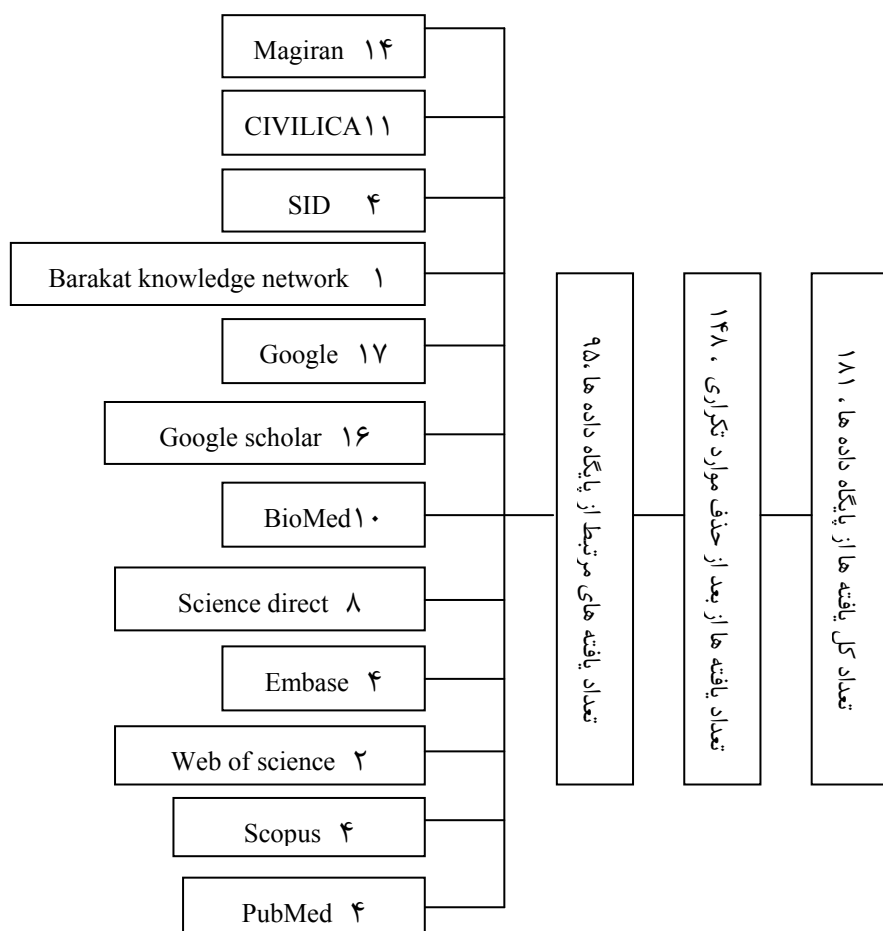 Magiran ۱۴
CIVILICA۱۱
SID ۴
Barakat knowledge network ۱
Google ۱۷
Google scholar ۱۶
BioMed۱۰
Science direct ۸
Embase ۴
Web of science ۲
Scopus ۴
PubMed ۴
تعداد یافته های مرتبط از پایگاه داده ها ،۹۵
تعداد یافته ها از بعد از حذف موارد تکراری ، ۱۴۸
تعداد کل یافته ها از پایگاه داده ها ، ۱۸۱